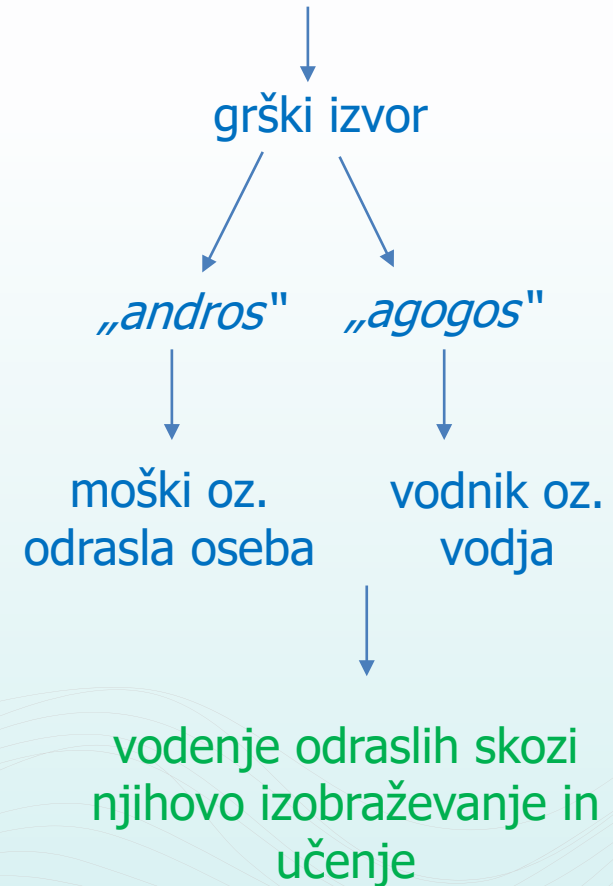 grški izvor
„andros“ „agogos“
moški oz. vodnik oz.
odrasla oseba vodja
vodenje odraslih skozi
njihovo izobraževanje in
učenje